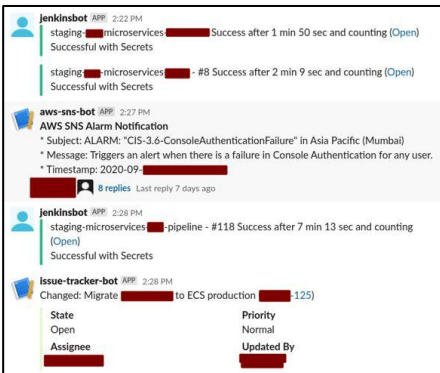 jenkinsbot APP 2:22 PM
staging- microservices- Success after 1 min 50 sec and counting (Open)
Successful with Secrets
staging- -microservices - #8 Success after 2 min 9 sec and counting (Open)
Successful with Secrets
aws-sns-bot APP 2:27 PM
AWS SNS Alarm Notification
* Subject: ALARM: "CIS-3.6-ConsoleAuthenticationFailure" in Asia Pacific (Mumbai)
* Message: Triggers an alert when there is a failure in Console Authentication for any user.
* Timestamp: 2020-09-
8 replies Last reply 7 days ago
jenkinsbot APP 2:28 PM
staging-microservices- -pipeline - #118 Success after 7 min 13 sec and counting
(Open)
Successful with Secrets
issue-tracker-bot APP 2:28 PM
Changed: Migrate to ECS production -125)
State Priority
Open Normal
Assignee Updated By